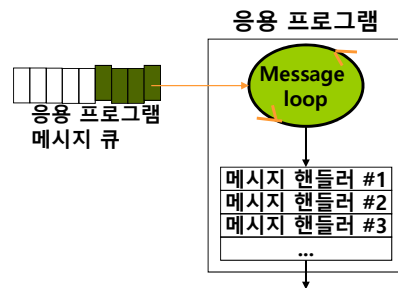 응용 프로그램
Message
loop
응용 프로그램
메시지 큐
메시지 핸들러 #1
메시지 핸들러 #2
메시지 핸들러 #3
...